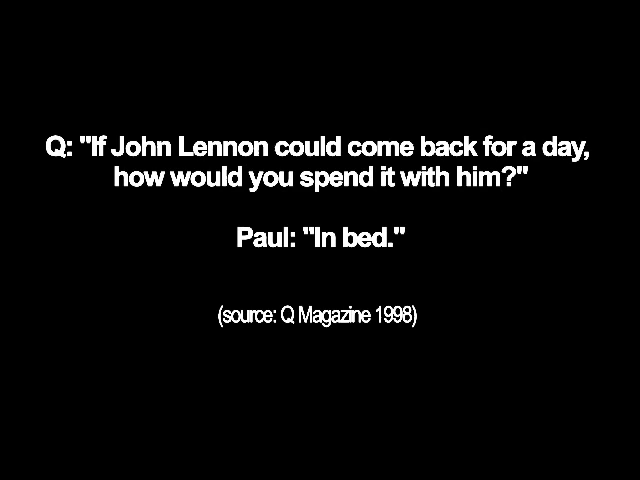 Q: "If John Lennon could come back for a day,
how would you spend it with him?"
Paul: "In bed."
(source: Q Magazine 1998)